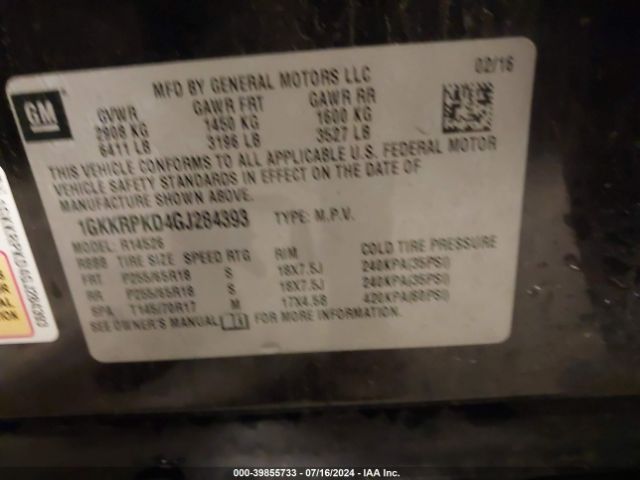 MFD BY GENERAL MOTORS LLC 02/16
GM
GVWR GAWR FRT GAWR RR
2908 KG 1450 KG 1600 KG
6411 LB 3196 LB 3527 LB
THIS VEHICLE CONFORMS TO ALL APPLICABLE U.S. FEDERAL MOTOR
VEHICLE SAFETY STANDARDS IN EFFECT ON THE DATE OF
MANUFACTURE SHOWN ABOVE.
1GKKRPKD4GJ284393 TYPE: M.P.V.
MODEL: R14526
TIRE SIZE SPEED RTG RIM COLD TIRE PRESSURE
FRT P255/65R18 S 18X7.5J 240KPA(35PSI)
RR P255/65R18 S 18X7.5J 240KPA(35PSI)
SPA T145/70R17 M 17X4.5B 420KPA(60PSI)
SEE OWNER'S MANUAL FOR MORE INFORMATION.
000-39855733 - 07/16/2024 - IAA Inc.